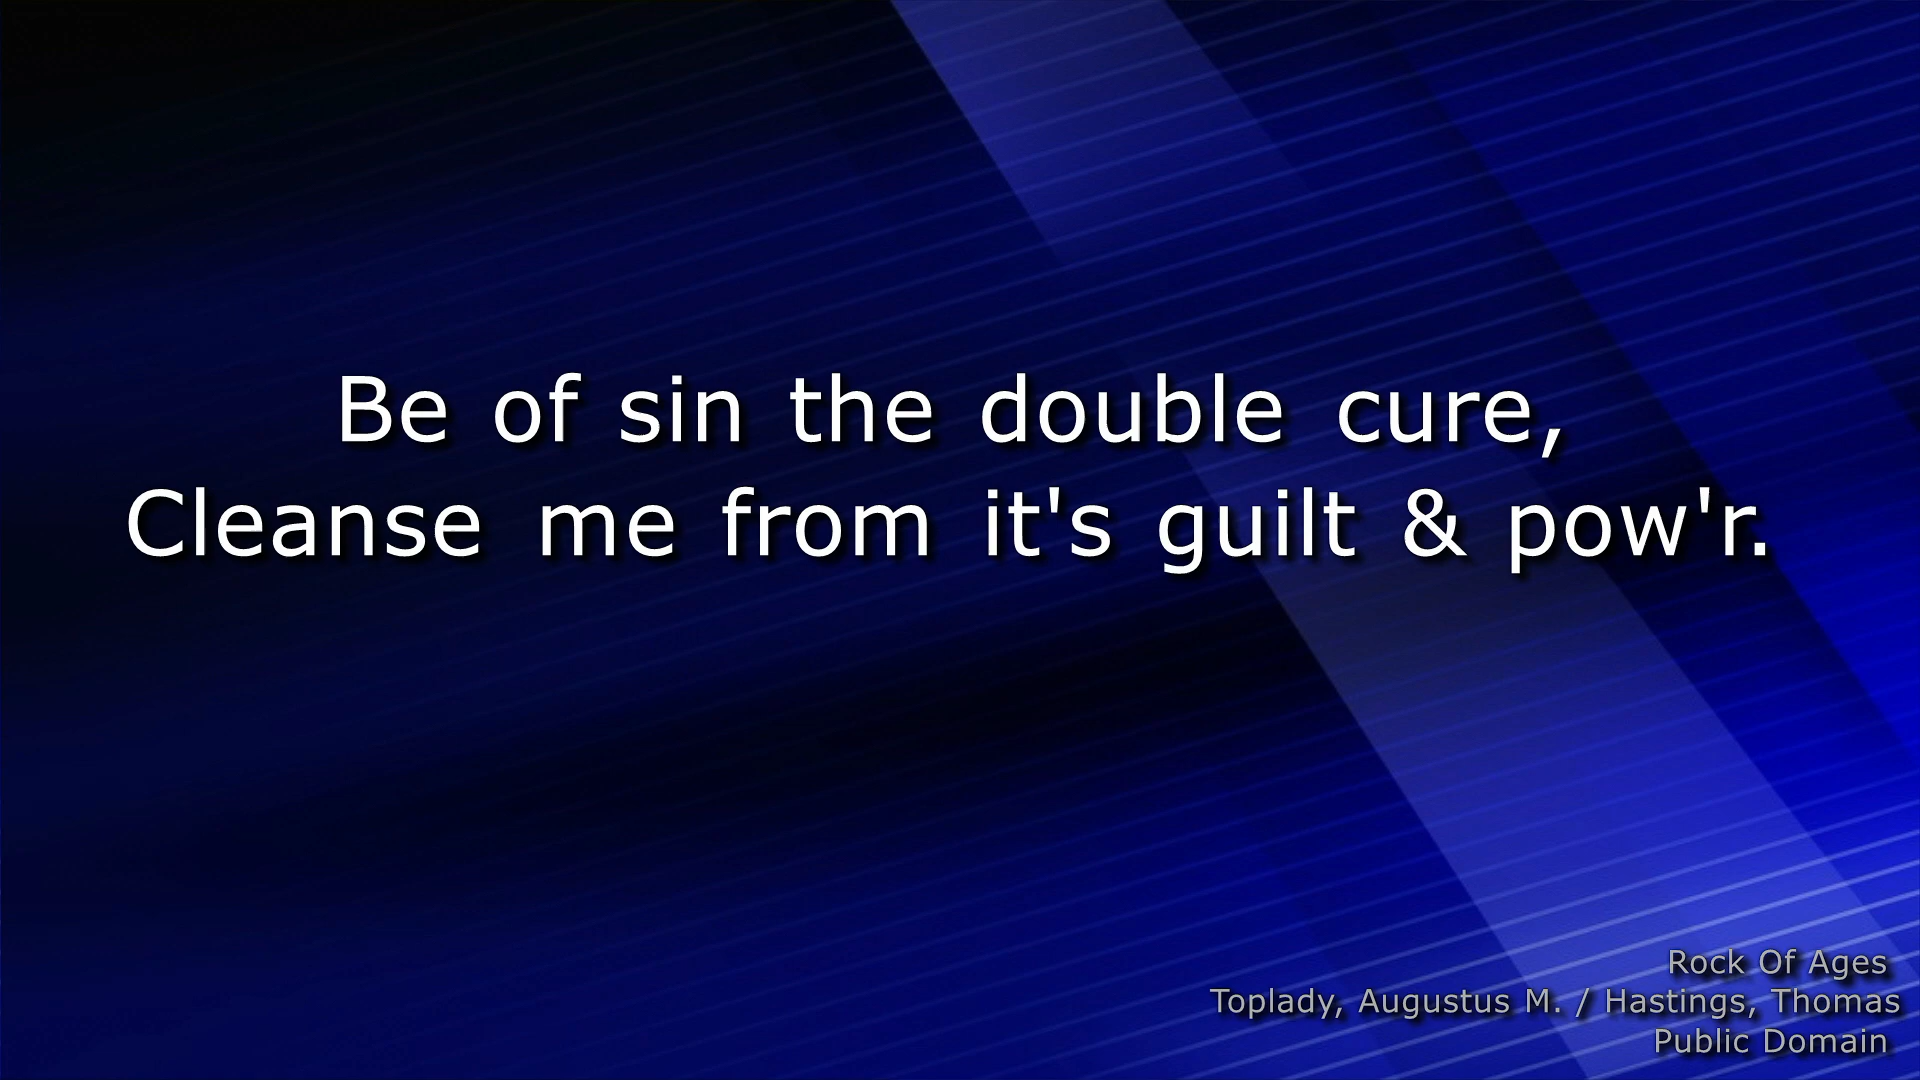 Be of sin the double cure,
Cleanse me from it's guilt & pow'r.
Rock Of Ages
Toplady, Augustus M. / Hastings, Thomas
Public Domain